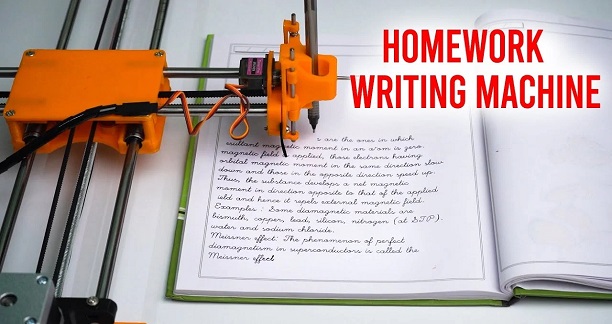 HOMEWORK
WRITING MACHINE
s are the ones in which
sultant magnetic moment in an atom is zero.
magnetic field applied, those electrons having
orbital magnetic moment in the same direction slow
down and those in the opposite direction speed up.
Thus, the substance develops a net magnetic
moment in direction opposite to that of the applied
ield and hence it repels external magnetic field.
Examples : Some diamagnetic materials are
bismuth, copper, lead, silicon, nitrogen (at STP),
water and sodium chloride.
Meissner effect: The phenomenon of perfect
diamagnetism in superconductors is called the
Meissner effect